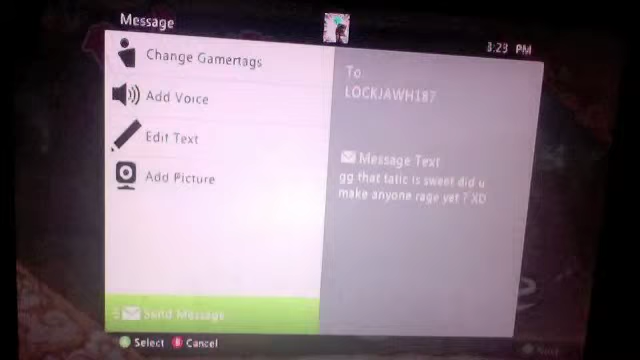 Message
8:23 PM
Change Gamertags
Add Voice
Edit Text
Add Picture
Send Message
Select
Cancel
To
LOCKJAWH187
Message Text
gg that tatic is sweet did u
make anyone rage yet ? XD